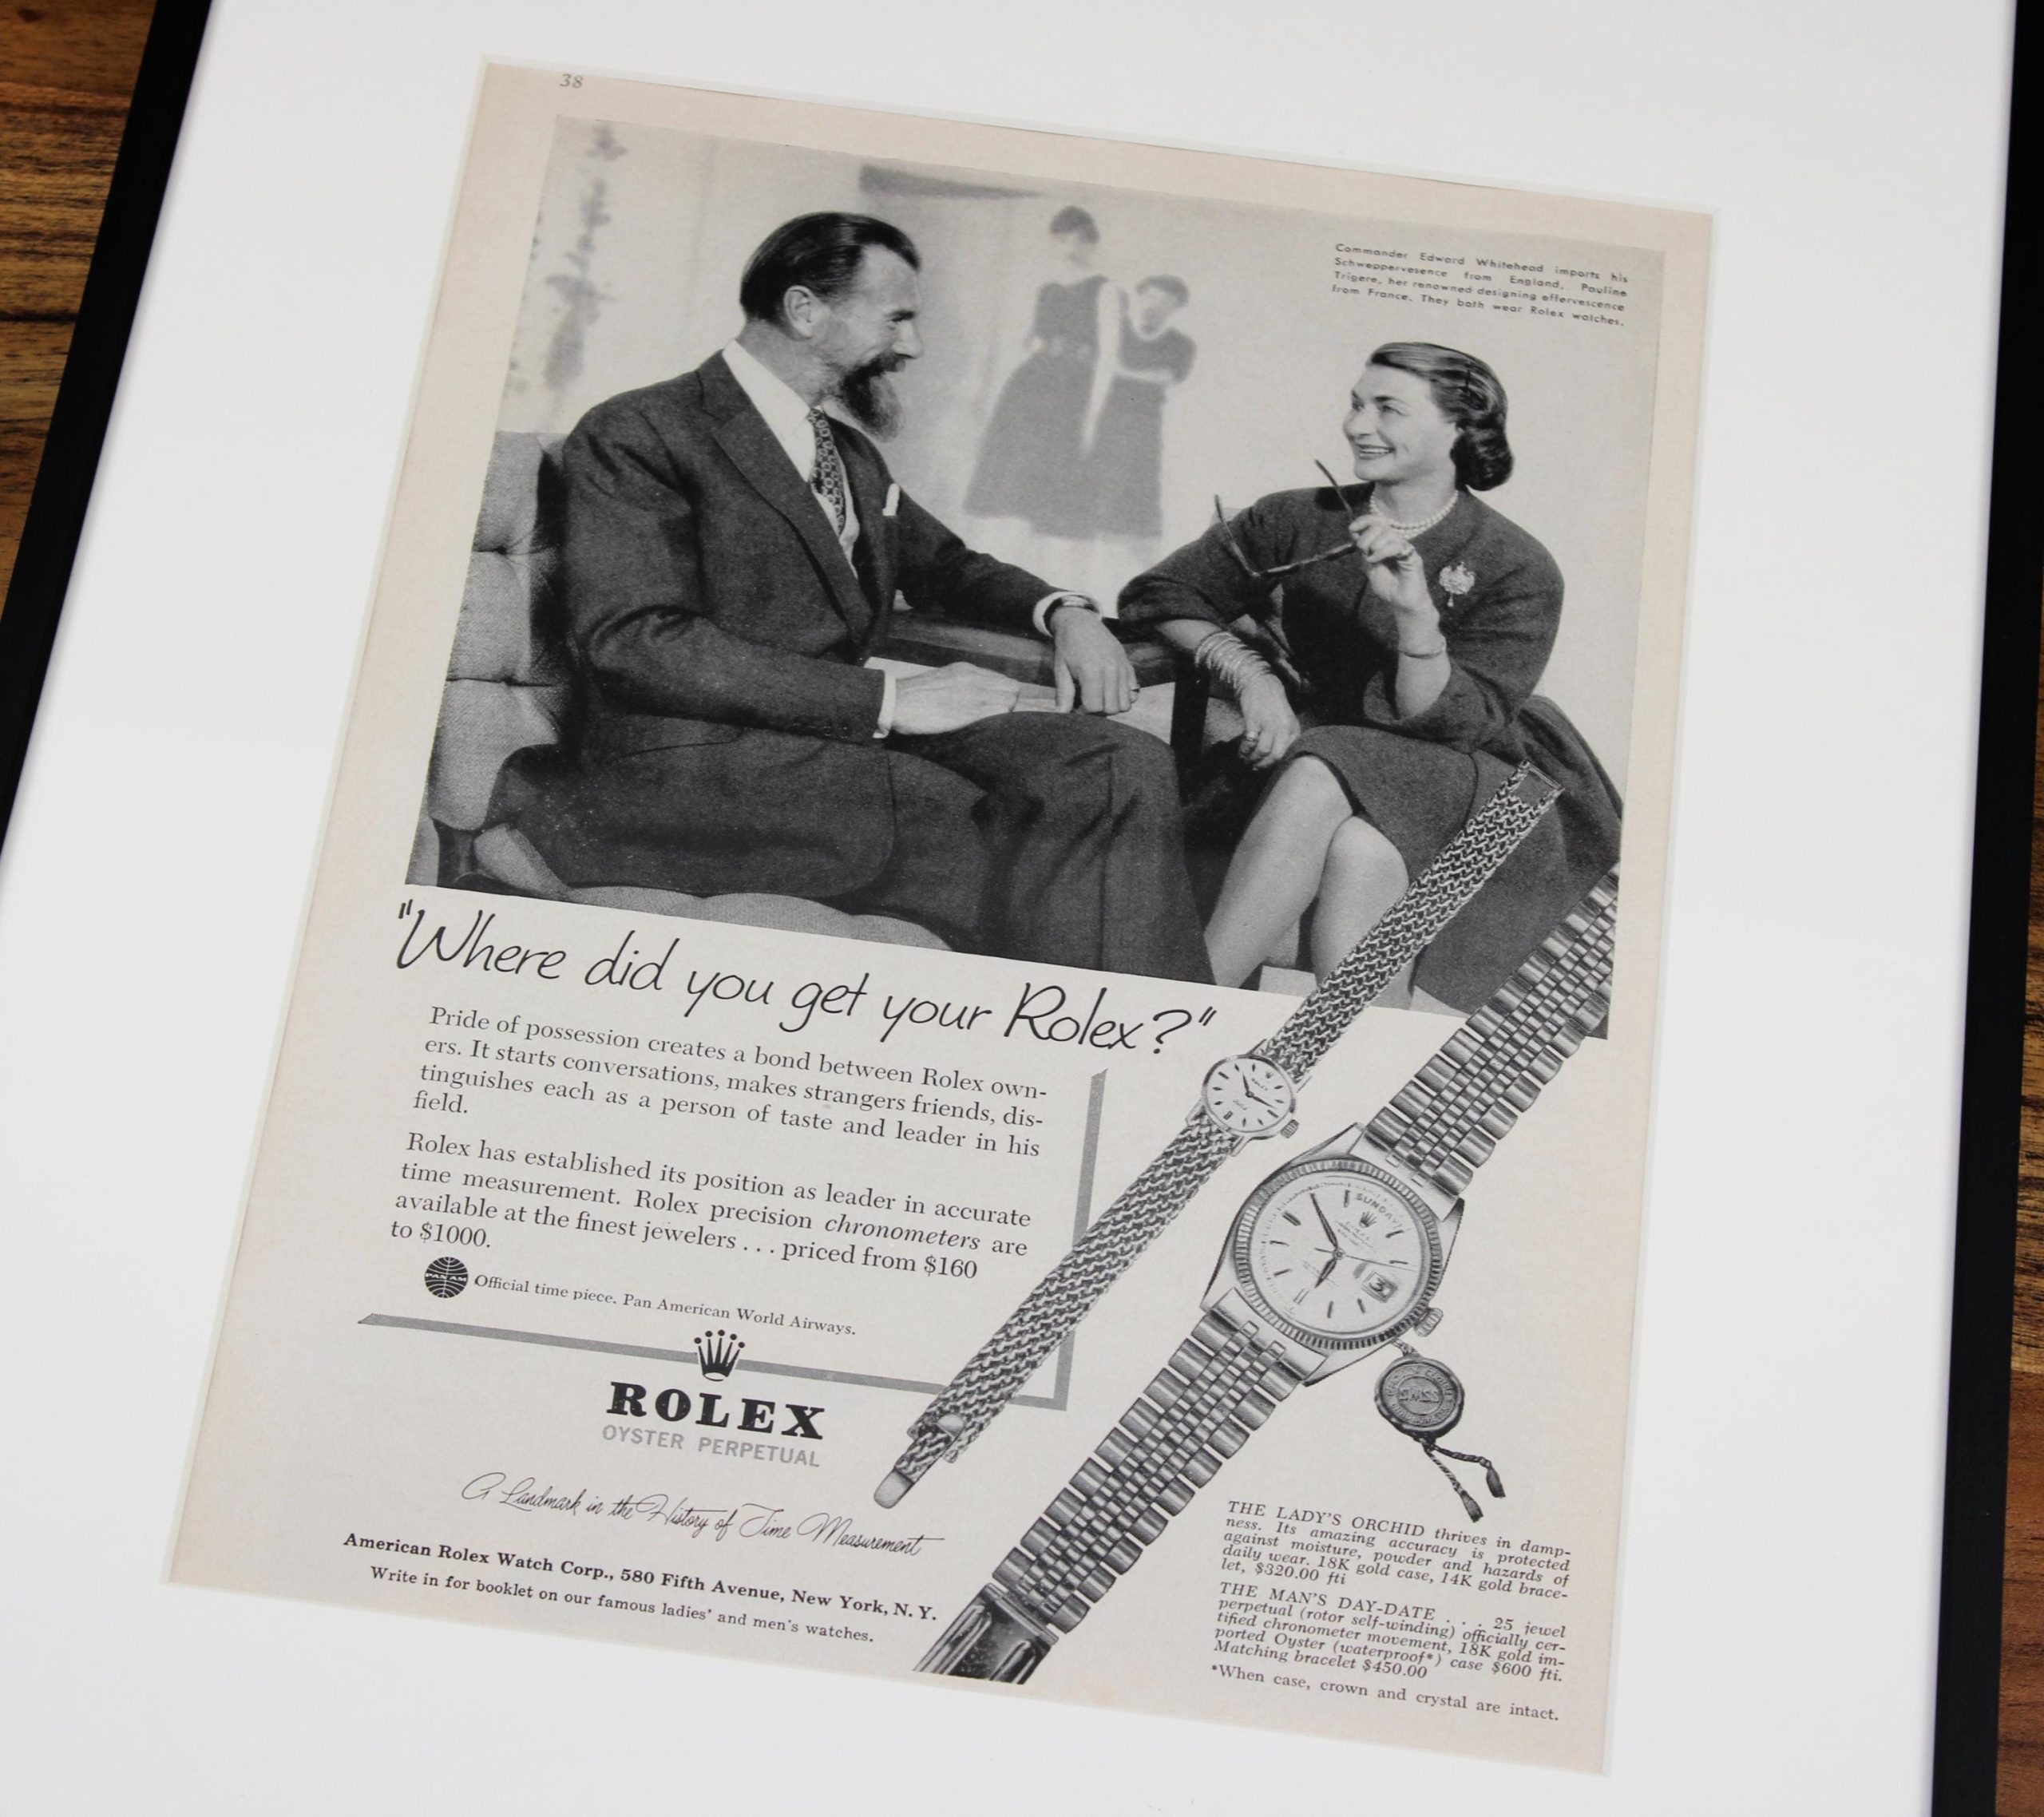 38
Commander Edward Whitehead imports his
Schweppervesence from England, Pauline
Trigere, her renowned designing effervescence
from France. They both wear Rolex watches.
"Where did you get your Rolex?"
Pride of possession creates a bond between Rolex own-
ers. It starts conversations, makes strangers friends, dis-
tinguishes each as a person of taste and leader in his
field.
Rolex has established its position as leader in accurate
time measurement. Rolex precision chronometers are
available at the finest jewelers . . . priced from $160
to $1000.
PAN AM
Official time piece. Pan American World Airways.
ROLEX
OYSTER PERPETUAL
A Landmark in the History of Time Measurement
American Rolex Watch Corp., 580 Fifth Avenue, New York, N. Y.
Write in for booklet on our famous ladies' and men's watches.
ROLEX
SUNDAY
ROLEX
3
SWISS
THE LADY'S ORCHID thrives in damp-
ness. Its amazing accuracy is protected
against moisture, powder and hazards of
daily wear. 18K gold case, 14K gold brace-
let, $320.00 fti
THE MAN'S DAY-DATE . . . 25 jewel
perpetual (rotor self-winding) officially cer-
tified chronometer movement, 18K gold im-
ported Oyster (waterproof*) case $600 fti.
Matching bracelet $450.00
*When case, crown and crystal are intact.